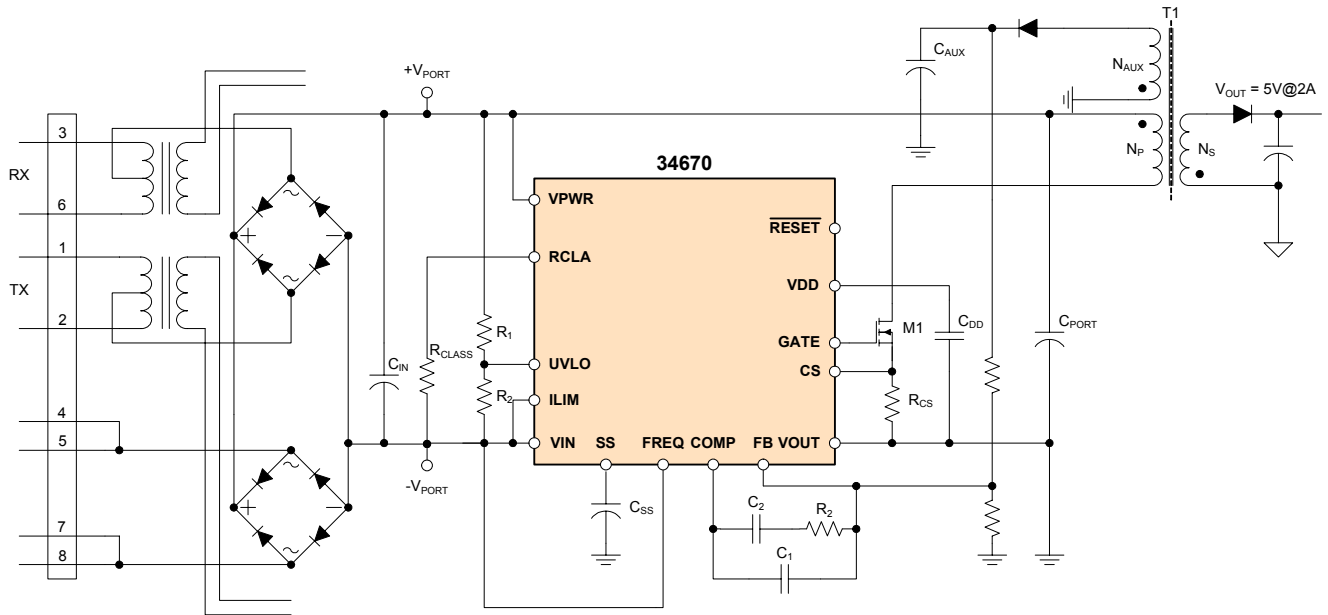 T1
C_AUX
N_AUX
+V_PORT
V_OUT = 5V@2A
3
RX
6
1
TX
2
4
5
7
8
~
+
−
~
~
+
−
~
34670
N_P
N_S
VPWR
RESET
RCLA
VDD
M1
C_DD
C_PORT
R_1
GATE
R_CLASS
C_IN
UVLO
CS
R_2
ILIM
R_CS
VIN
SS
FREQ
COMP
FB
VOUT
-V_PORT
C_SS
C_2
R_2
C_1